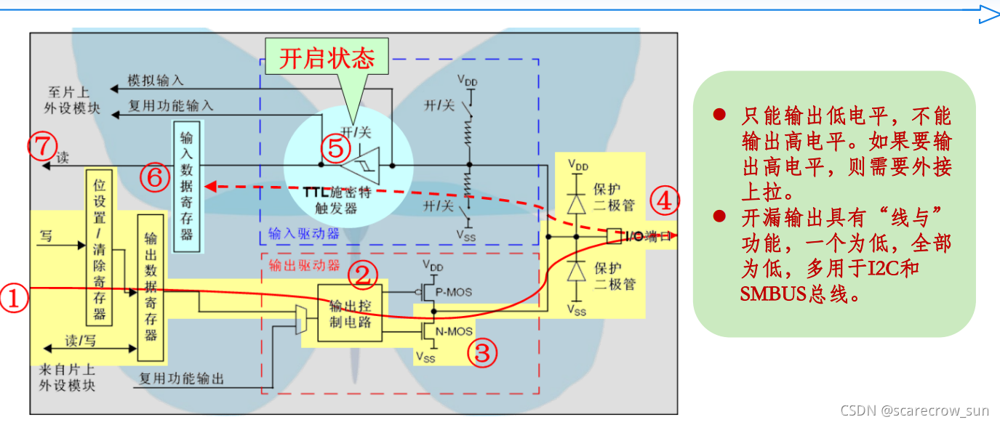 开启状态
模拟输入
至片上
外设模块
复用功能输入
开/关
VDD
开/关
⑦
读
⑤
⑥
输入数据寄存器
TTL施密特
触发器
开/关
VSS
输入驱动器
位设置/清除寄存器
写
输出数据寄存器
VDD
保护
二极管
④
I/O端口
保护
二极管
VSS
①
输出驱动器
②
VDD
P-MOS
输出控
制电路
N-MOS
VSS
③
读/写
来自片上
外设模块
复用功能输出
● 只能输出低电平，不能
输出高电平。如果要输
出高电平，则需要外接
上拉。
● 开漏输出具有“线与”
功能，一个为低，全部
为低，多用于I2C和
SMBUS总线。
CSDN @scarecrow_sun